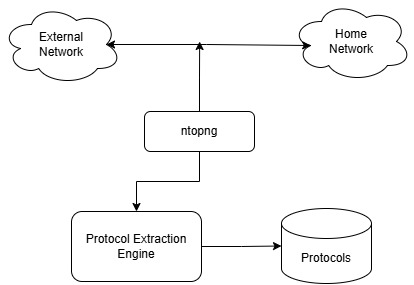 External
Network
Home
Network
ntopng
Protocol Extraction
Engine
Protocols